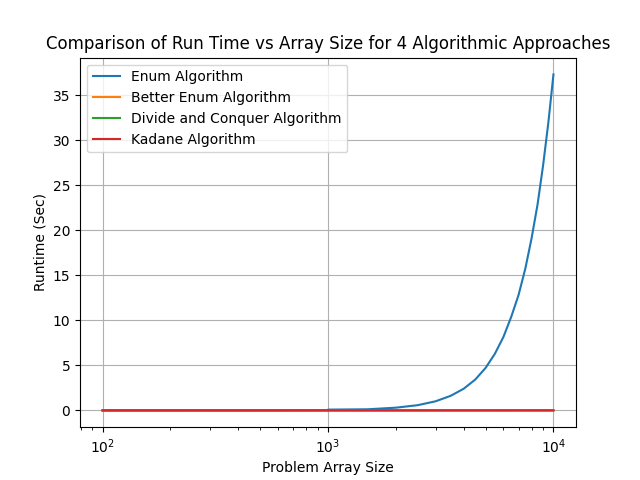 Comparison of Run Time vs Array Size for 4 Algorithmic Approaches
Enum Algorithm
Better Enum Algorithm
Divide and Conquer Algorithm
Kadane Algorithm
35
30
25
20
15
10
5
0
Runtime (Sec)
10² 10³ 10⁴
Problem Array Size